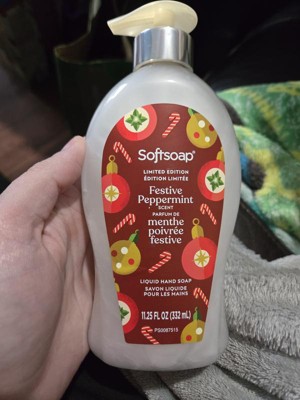 Softsoap®
LIMITED EDITION
ÉDITION LIMITÉE
Festive
Peppermint
SCENT
PARFUM DE
menthe
poivrée
festive
LIQUID HAND SOAP
SAVON LIQUIDE
POUR LES MAINS
11.25 FL OZ (332 mL)
PS0087515